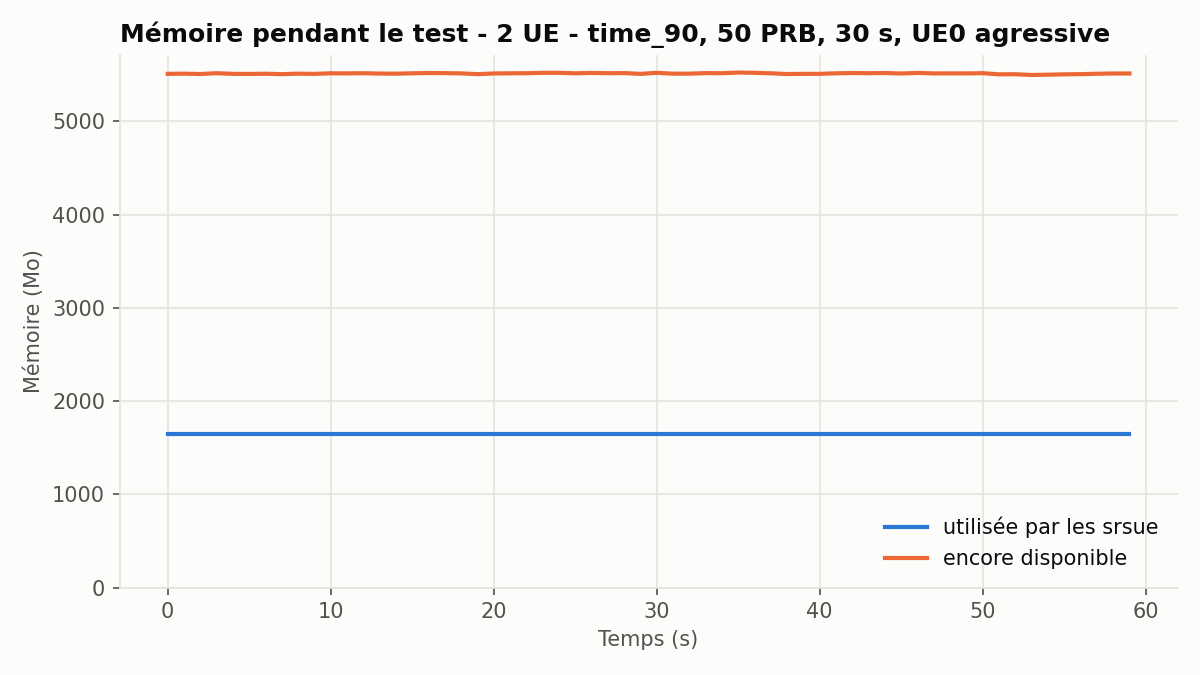 Mémoire pendant le test - 2 UE - time_90, 50 PRB, 30 s, UE0 agressive
Mémoire (Mo)
5000
4000
3000
2000
1000
0
utilisée par les srsue
encore disponible
0 10 20 30 40 50 60
Temps (s)